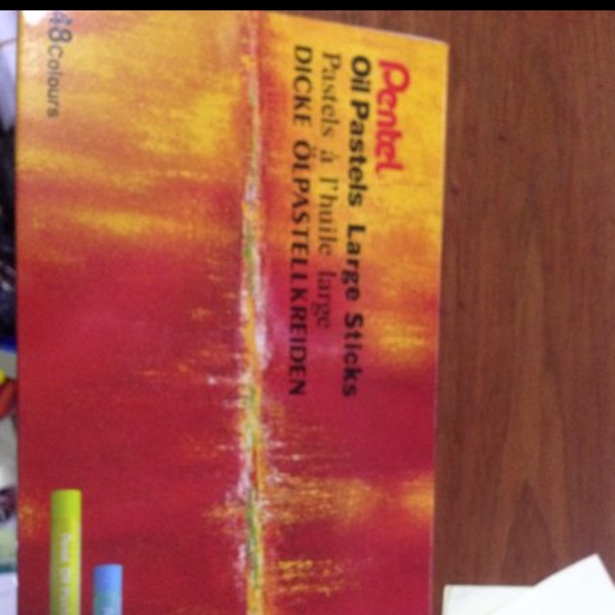 Pentel
Oil Pastels Large Sticks
Pastels à l'huile large
DICKE ÖLPASTELLKREIDEN
48 Colours